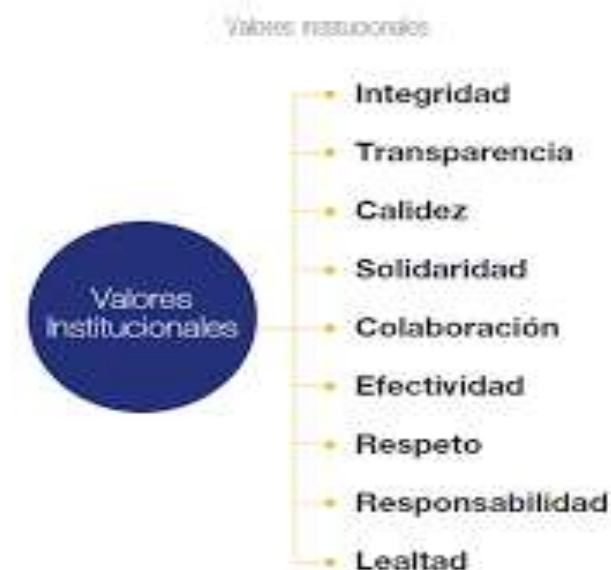 Valores institucionales
Valores
Institucionales
Integridad
Transparencia
Calidez
Solidaridad
Colaboración
Efectividad
Respeto
Responsabilidad
Lealtad